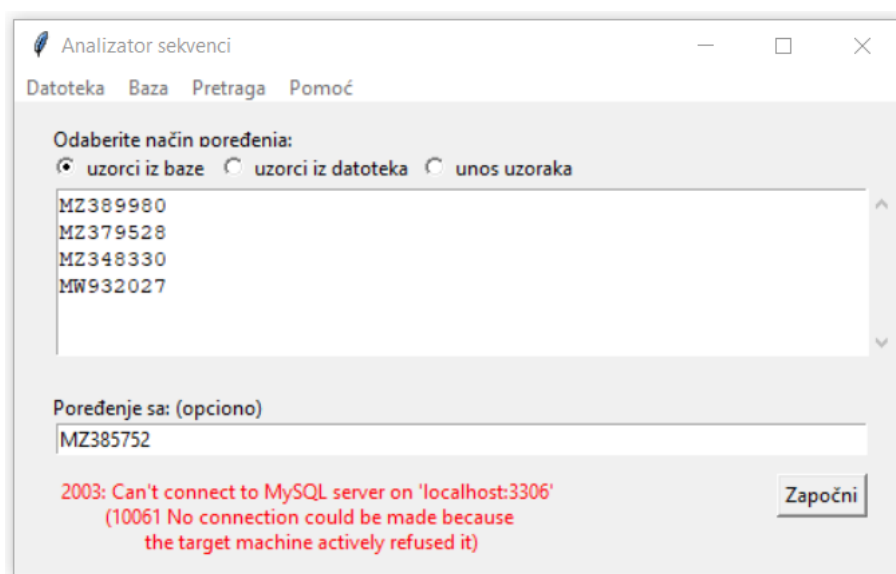 Analizator sekvenci
Datoteka Baza Pretraga Pomoć
Odaberite način poređenja:
uzorci iz baze uzorci iz datoteka unos uzoraka
MZ389980
MZ379528
MZ348330
MW932027
Poređenje sa: (opciono)
MZ385752
2003: Can't connect to MySQL server on 'localhost:3306'
(10061 No connection could be made because
the target machine actively refused it)
Započni